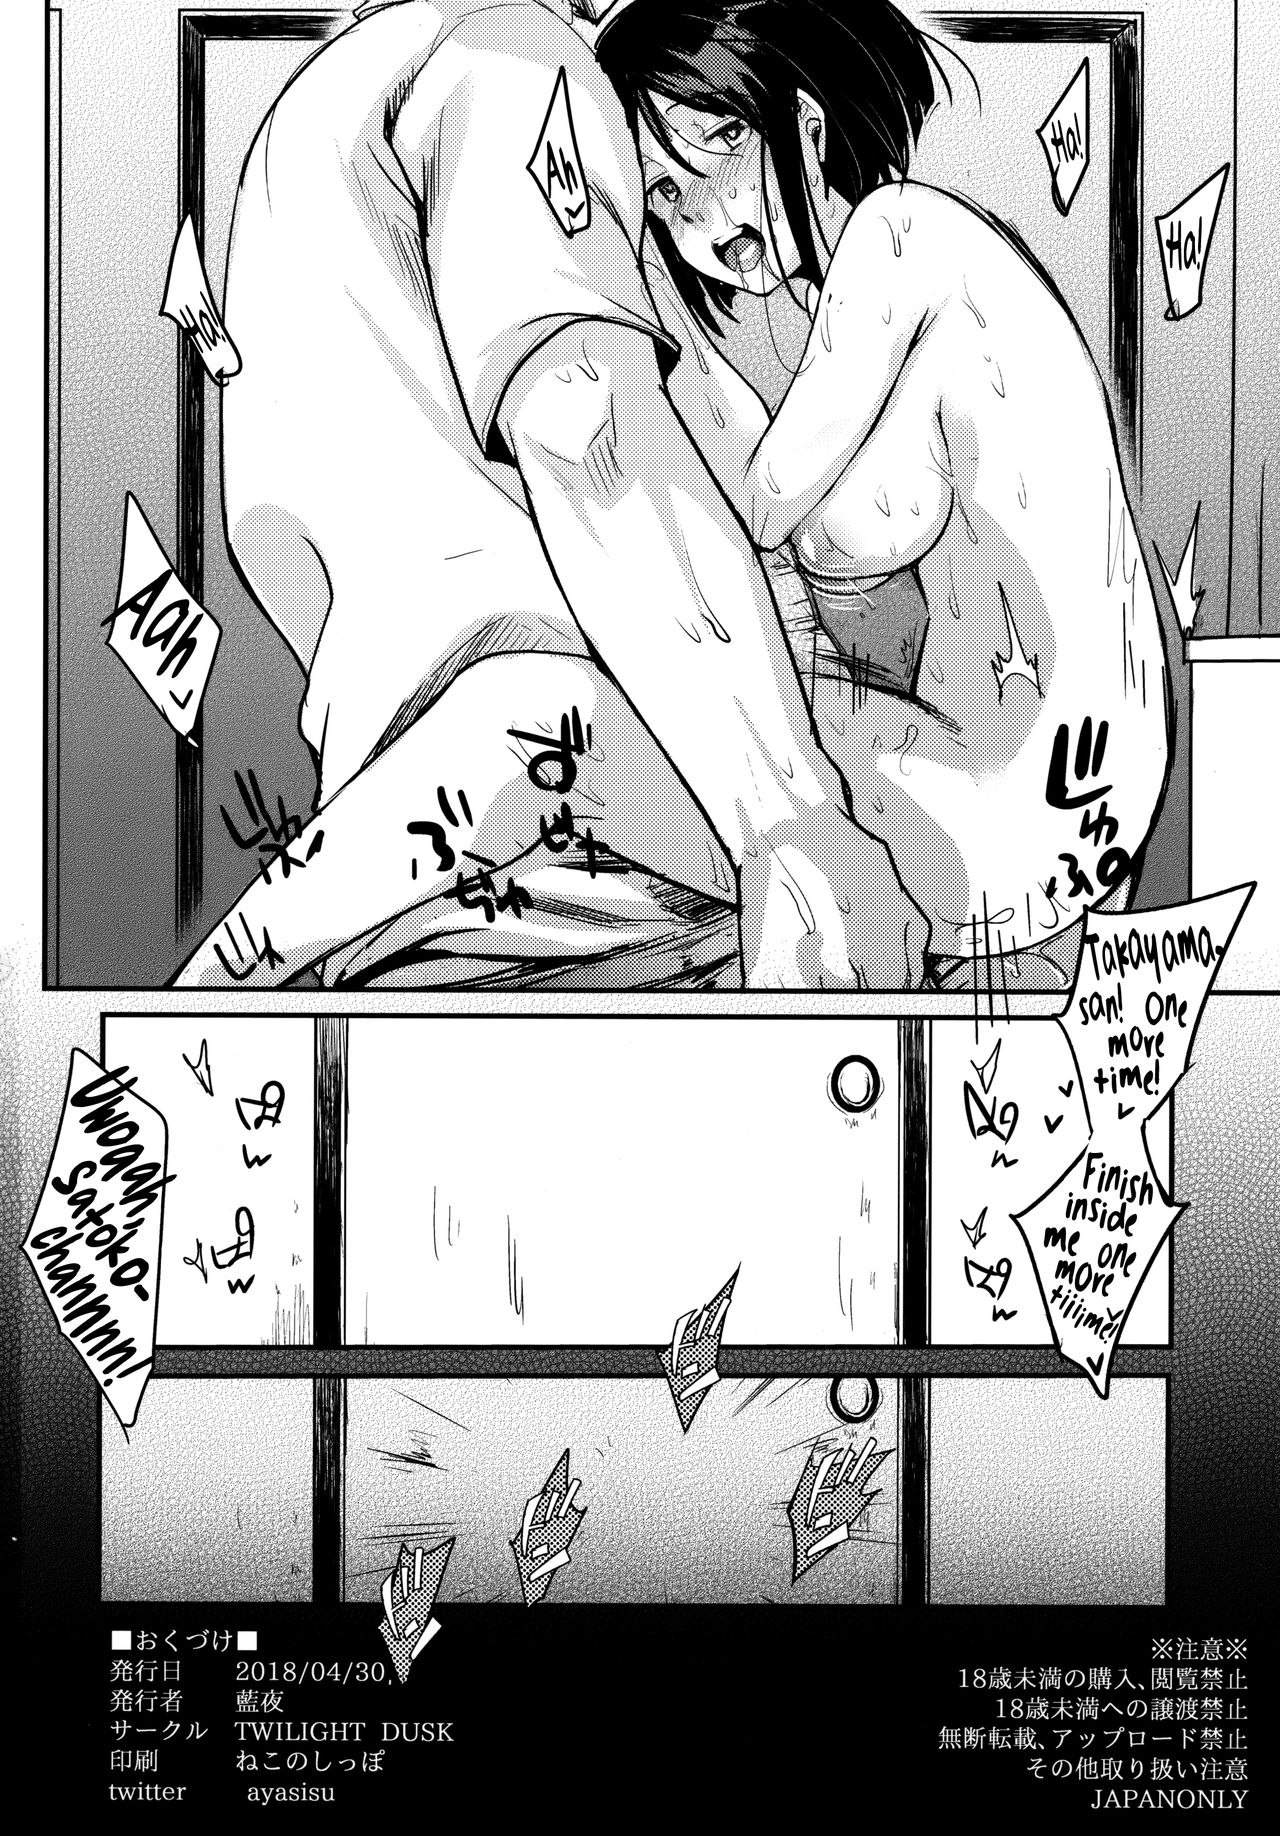 Ah
Ha!
Ha!
Ha!
Aah
Takayama-
san! One
more
time!
Finish
inside
me one
more
tiiiime!
Uwoaah,
Satoko-
channnn!
■おくづけ■
発行日 2018/04/30
発行者 藍夜
サークル TWILIGHT DUSK
印刷 ねこのしっぽ
twitter ayasisu
※注意※
18歳未満の購入、閲覧禁止
18歳未満への譲渡禁止
無断転載、アップロード禁止
その他取り扱い注意
JAPANONLY